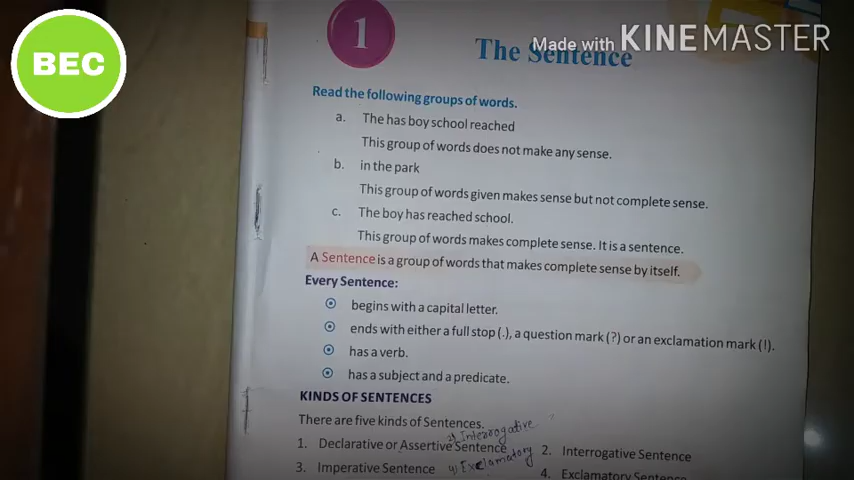 BEC
Made with KINEMASTER
1
The Sentence
Read the following groups of words.
a. The has boy school reached
This group of words does not make any sense.
b. in the park
This group of words given makes sense but not complete sense.
c. The boy has reached school.
This group of words makes complete sense. It is a sentence.
A Sentence is a group of words that makes complete sense by itself.
Every Sentence:
begins with a capital letter.
ends with either a full stop (.), a question mark (?) or an exclamation mark (!).
has a verb.
has a subject and a predicate.
KINDS OF SENTENCES
There are five kinds of Sentences.
2) Interrogative
1. Declarative or Assertive Sentence
2. Interrogative Sentence
4) Exclamatory
3. Imperative Sentence
4. Exclamatory Sentence